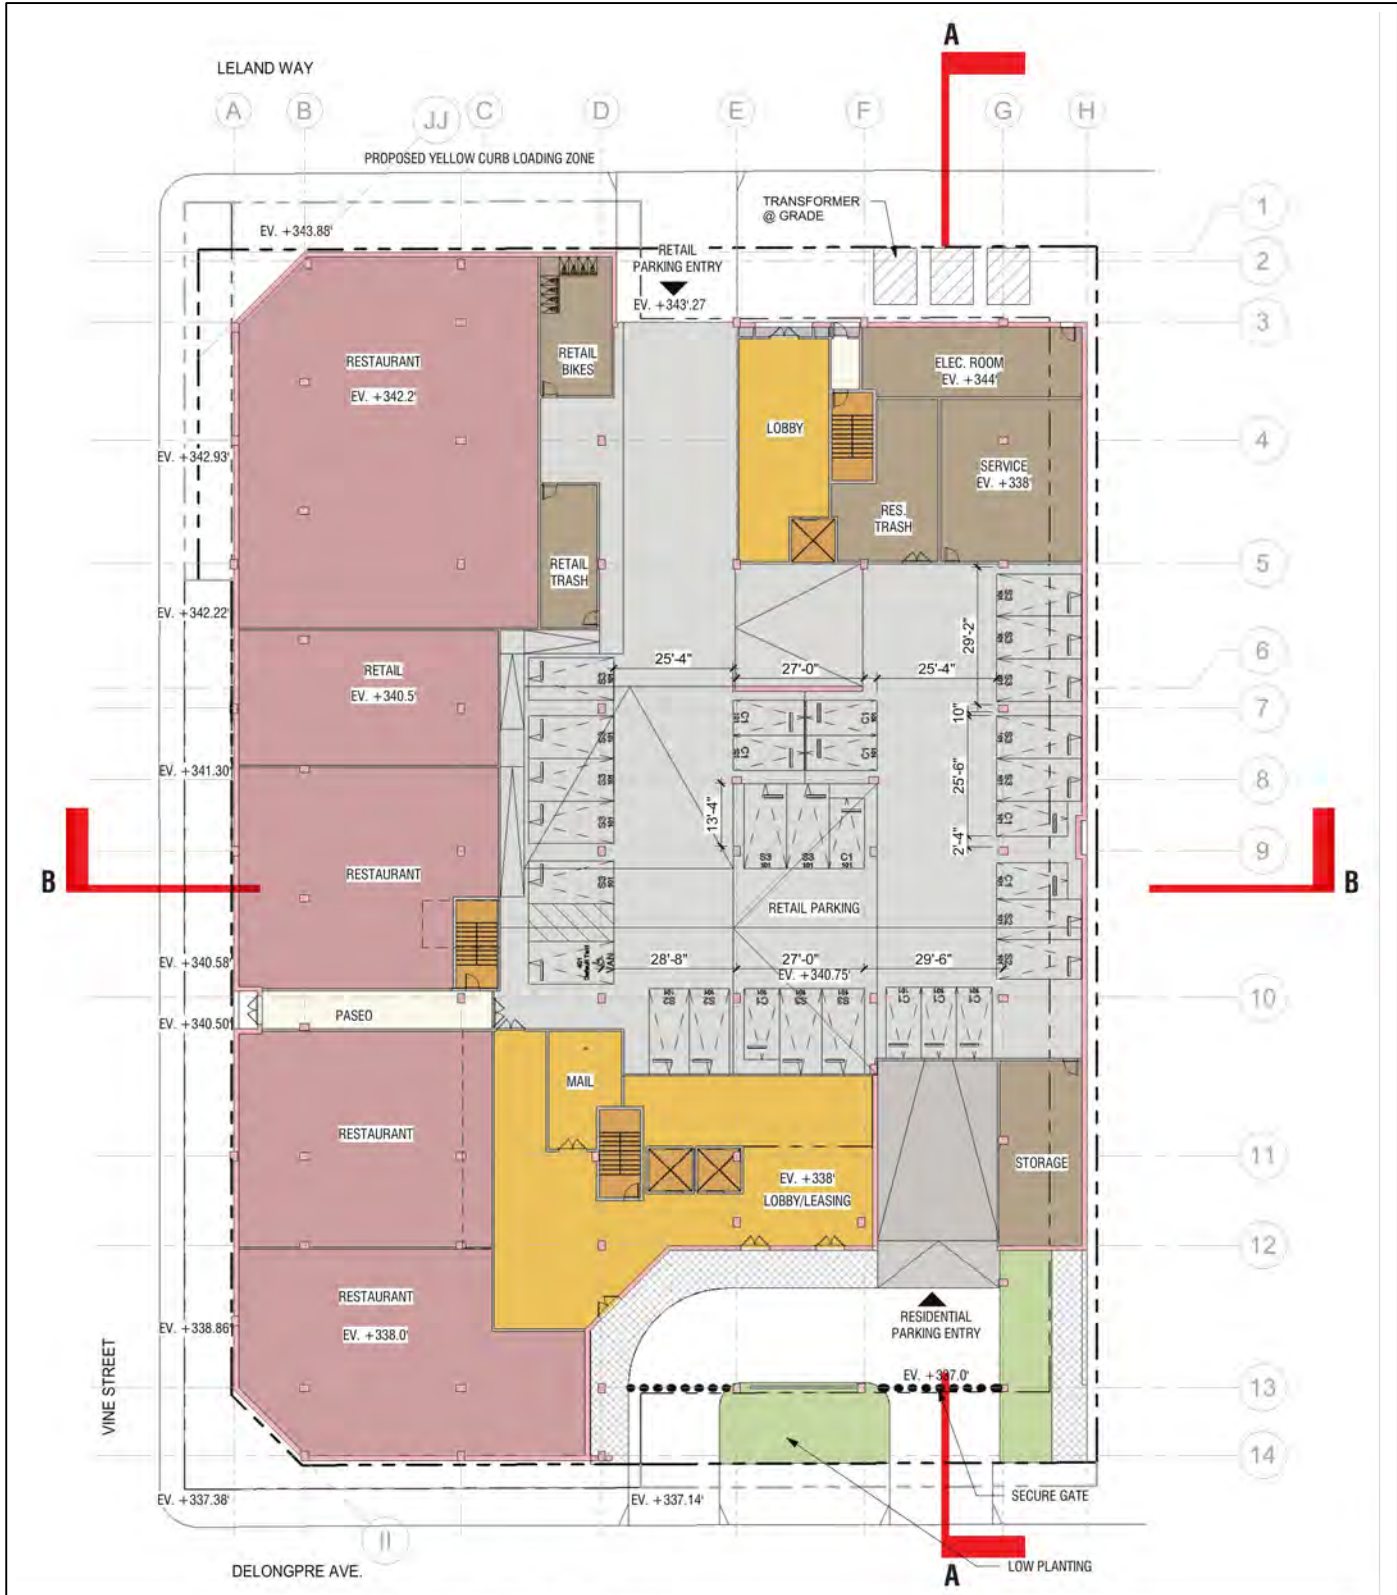 A
LELAND WAY
A
B
JJ
C
D
E
F
G
H
PROPOSED YELLOW CURB LOADING ZONE
TRANSFORMER
@ GRADE
1
EV. +343.88'
RETAIL
PARKING ENTRY
2
EV. +343'.27
3
RESTAURANT
EV. +342.2'
RETAIL
BIKES
ELEC. ROOM
EV. +344'
LOBBY
4
EV. +342.93'
SERVICE
EV. +338'
RES.
TRASH
5
RETAIL
TRASH
EV. +342.22'
29'-2"
6
25'-4"
27'-0"
25'-4"
RETAIL
EV. +340.5'
10"
7
EV. +341.30'
8
25'-6"
13'-4"
2'-4"
9
S3
101
S3
101
C1
101
B
RESTAURANT
B
RETAIL PARKING
EV. +340.58'
28'-8"
27'-0"
29'-6"
EV. +340.75'
VAN
10
EV. +340.50'
PASEO
MAIL
RESTAURANT
11
STORAGE
EV. +338'
LOBBY/LEASING
12
RESTAURANT
EV. +338.0'
RESIDENTIAL
PARKING ENTRY
EV. +338.86'
EV. +337.0'
13
VINE STREET
14
EV. +337.38'
EV. +337.14'
SECURE GATE
II
LOW PLANTING
DELONGPRE AVE.
A